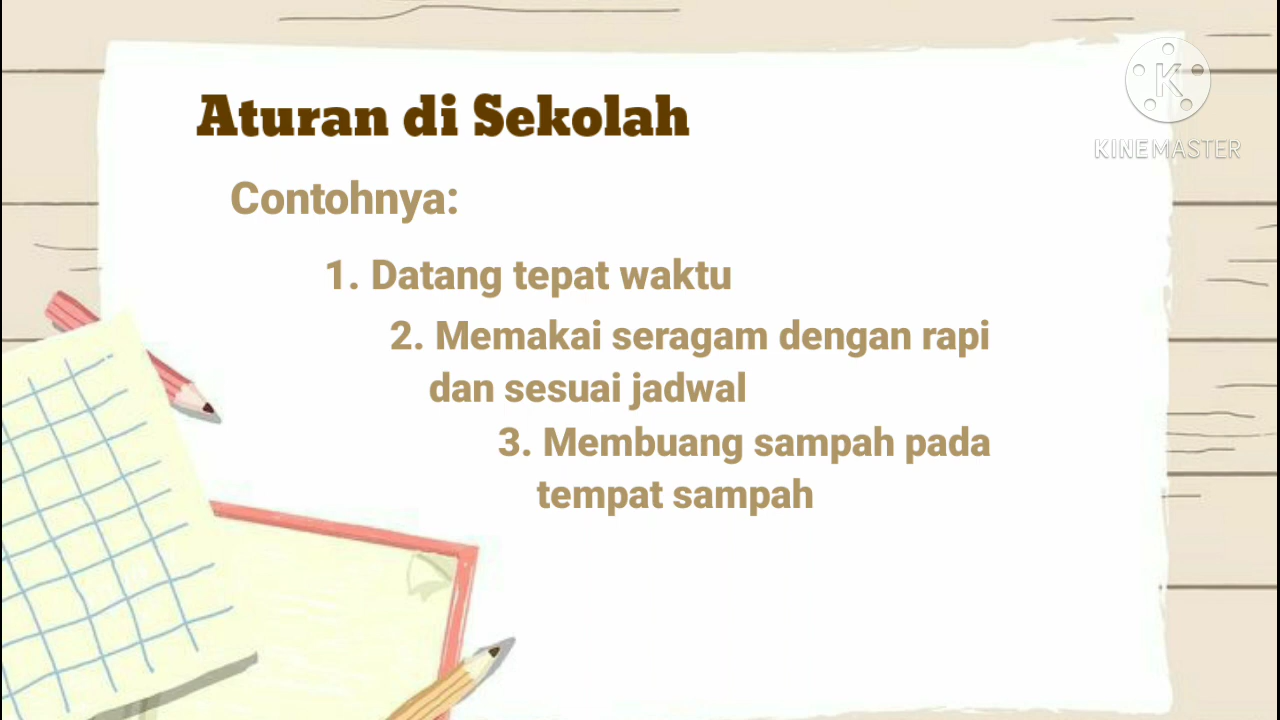 Aturan di Sekolah
Contohnya:
1. Datang tepat waktu
2. Memakai seragam dengan rapi
dan sesuai jadwal
3. Membuang sampah pada
tempat sampah
K
KINEMASTER